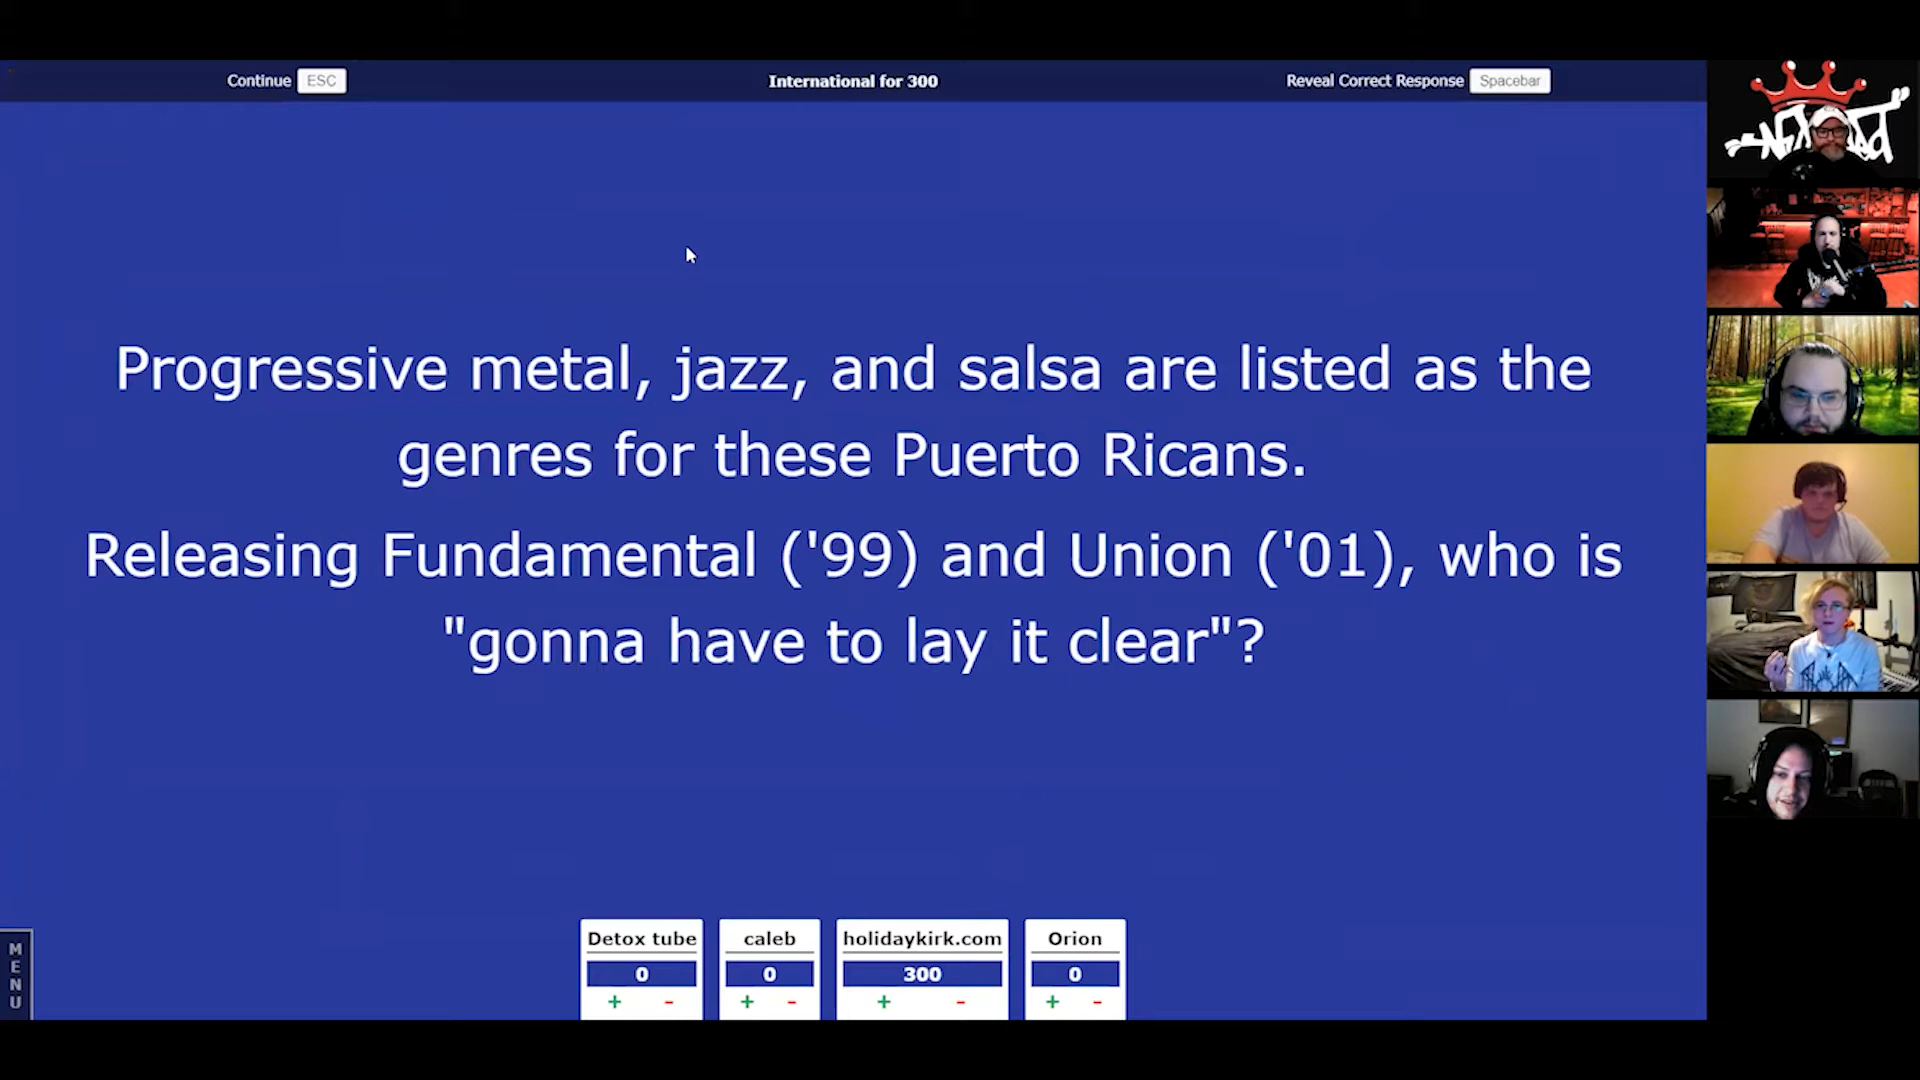 Continue ESC
International for 300
Reveal Correct Response Spacebar
Progressive metal, jazz, and salsa are listed as the
genres for these Puerto Ricans.
Releasing Fundamental ('99) and Union ('01), who is
"gonna have to lay it clear"?
MENU
Detox tube
0
+ -
caleb
0
+ -
holidaykirk.com
300
+ -
Orion
0
+ -